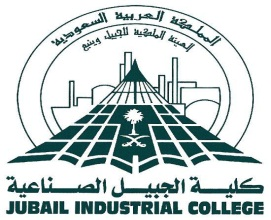 المملكة العربية السعودية
الهيئة الملكية للجبيل وينبع
كلية الجبيل الصناعية
JUBAIL INDUSTRIAL COLLEGE